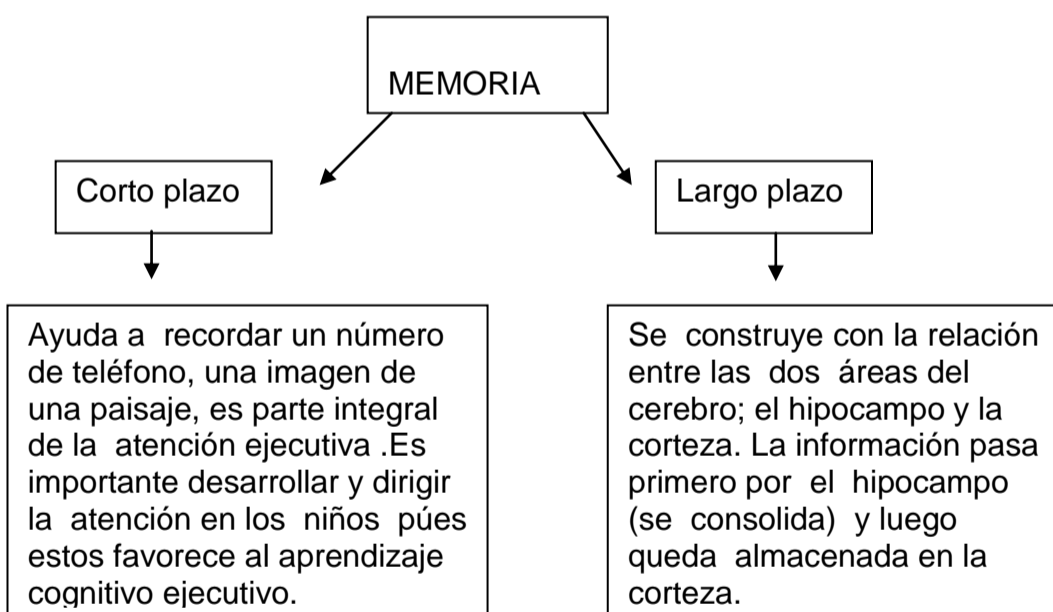 MEMORIA
Corto plazo
Largo plazo
Ayuda a recordar un número
de teléfono, una imagen de
una paisaje, es parte integral
de la atención ejecutiva .Es
importante desarrollar y dirigir
la atención en los niños púes
estos favorece al aprendizaje
cognitivo ejecutivo.
Se construye con la relación
entre las dos áreas del
cerebro; el hipocampo y la
corteza. La información pasa
primero por el hipocampo
(se consolida) y luego
queda almacenada en la
corteza.